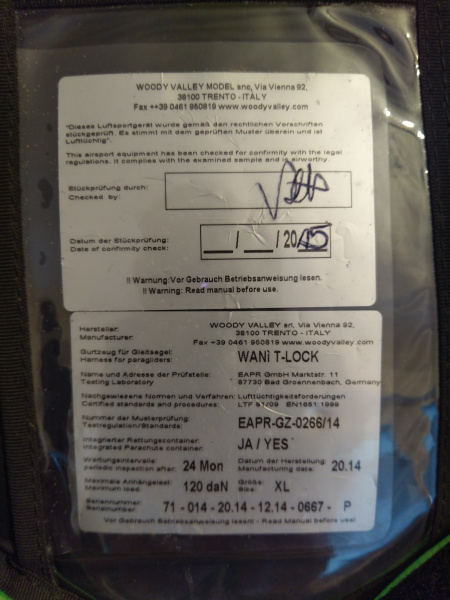 WOODY VALLEY MODEL snc, Via Vienna 92,
38100 TRENTO - ITALY
Fax ++39 0461 950819 www.woodyvalley.com
"Dieses Luftsportgerät wurde gemäß den rechtlichen Vorschriften
stückgeprüft. Es stimmt mit dem geprüften Muster überein und ist
Lufttüchtig".
This airsport equipment has been checked for conformity with the legal
regulations. It complies with the examined sample and is airworthy
Stückprüfung durch:
Checked by:
Datum der Stückprüfung:
Date of confirmity check:
__/__/2015
!! Warnung: Vor Gebrauch Betriebsanweisung lesen.
!! Warning: Read manual before use.
Hersteller: WOODY VALLEY srl, Via Vienna 92,
Manufacturer: 38100 TRENTO - ITALY
Fax +39 0461 950819 www.woodyvalley.com
Gurtzeug für Gleitsegel: WANI T-LOCK
Harness for paragliders:
Name und Adresse der Prüfstelle: EAPR GmbH Marktstr. 11
Testing Laboratory 87730 Bad Groennenbach, Germany
Nachgewiesene Normen und Verfahren: Lufttüchtigkeitsforderungen
Certified standards and procedures: LTF 91/09 EN1651:1999
Nummer der Musterprüfung: EAPR-GZ-0266/14
Testregulation/Standards:
Integrierter Rettungscontainer: JA / YES
Integrated Parachute container:
Wartungsintervalle: 24 Mon Datum der Herstellung: 20.14
periodic inspection after: Manufacturing date:
Maximale Anhängelast: 120 daN Größe: XL
Maximum load: Size:
Seriennummer: 71 - 014 - 20.14 - 12.14 - 0667 - P
Serialnumber:
Vor Gebrauch Betriebsanweisung lesen! - Read Manual before use!